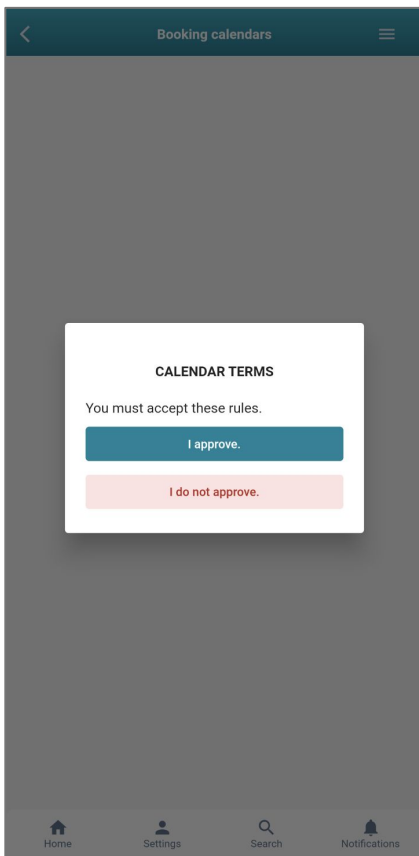 Booking calendars
CALENDAR TERMS
You must accept these rules.
I approve.
I do not approve.
Home
Settings
Search
Notifications